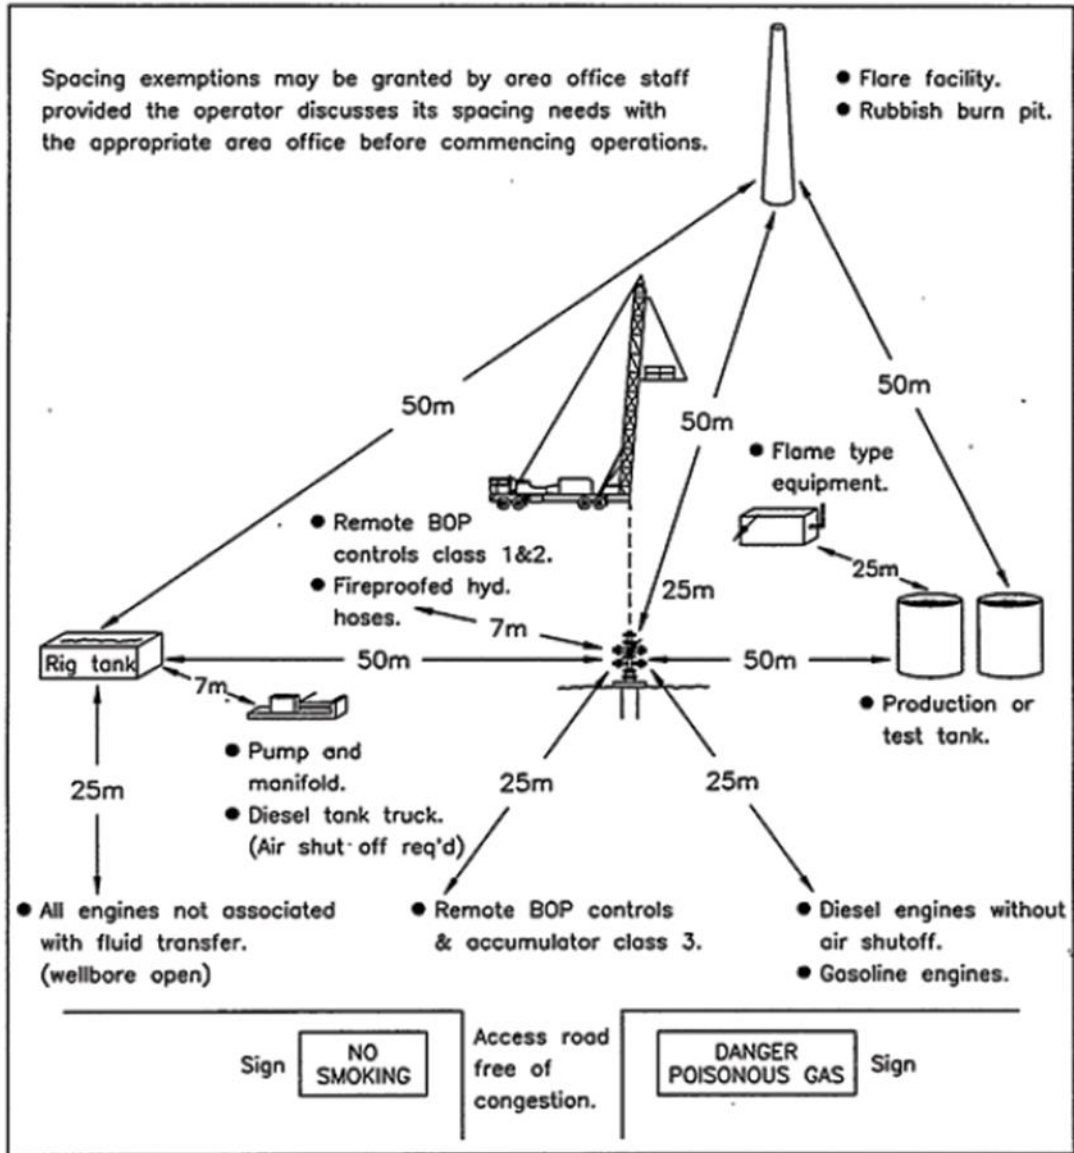 Spacing exemptions may be granted by area office staff
provided the operator discusses its spacing needs with
the appropriate area office before commencing operations.
● Flare facility.
● Rubbish burn pit.
50m
50m
50m
● Flame type
equipment.
● Remote BOP
controls class 1&2.
● Fireproofed hyd.
hoses.
25m
25m
7m
Rig tank
50m
50m
7m
● Production or
test tank.
● Pump and
manifold.
● Diesel tank truck.
(Air shut off req'd)
25m
25m
25m
● All engines not associated
with fluid transfer.
(wellbore open)
● Remote BOP controls
& accumulator class 3.
● Diesel engines without
air shutoff.
● Gasoline engines.
Sign
NO
SMOKING
Access road
free of
congestion.
DANGER
POISONOUS GAS
Sign